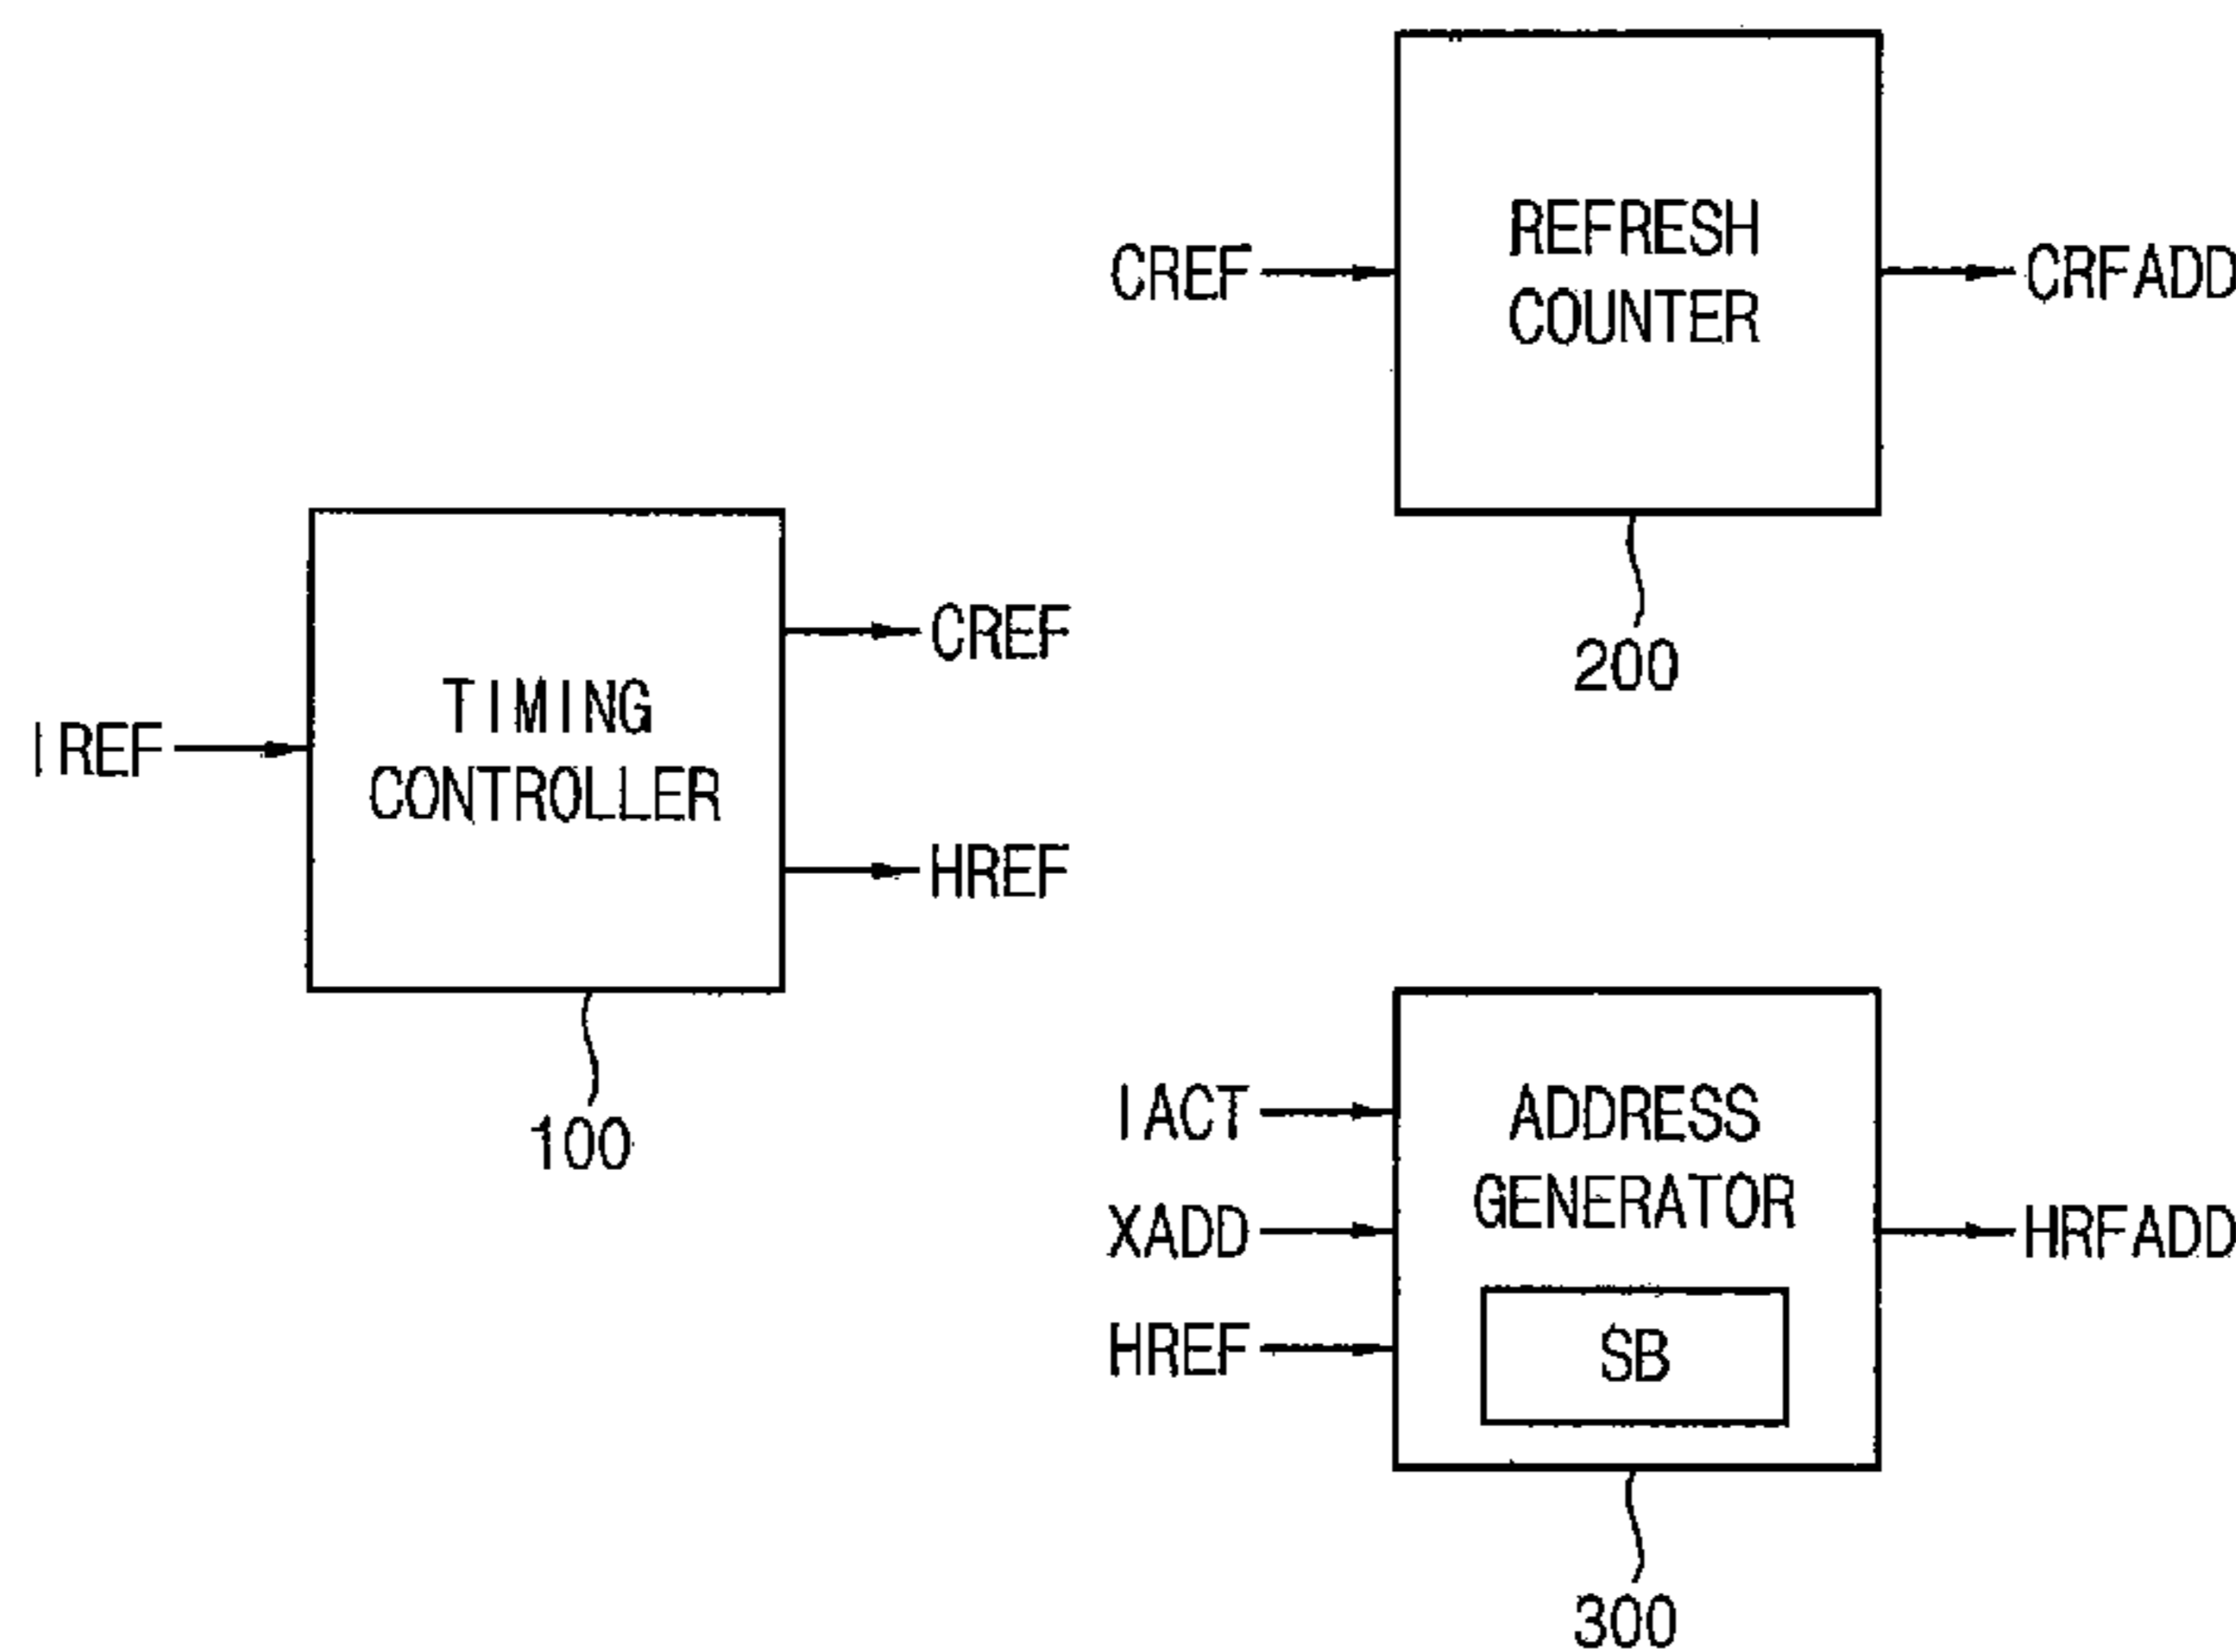 IREF
TIMING
CONTROLLER
CREF
HREF
100
CREF
REFRESH
COUNTER
CRFADD
200
IACT
XADD
HREF
ADDRESS
GENERATOR
SB
HRFADD
300